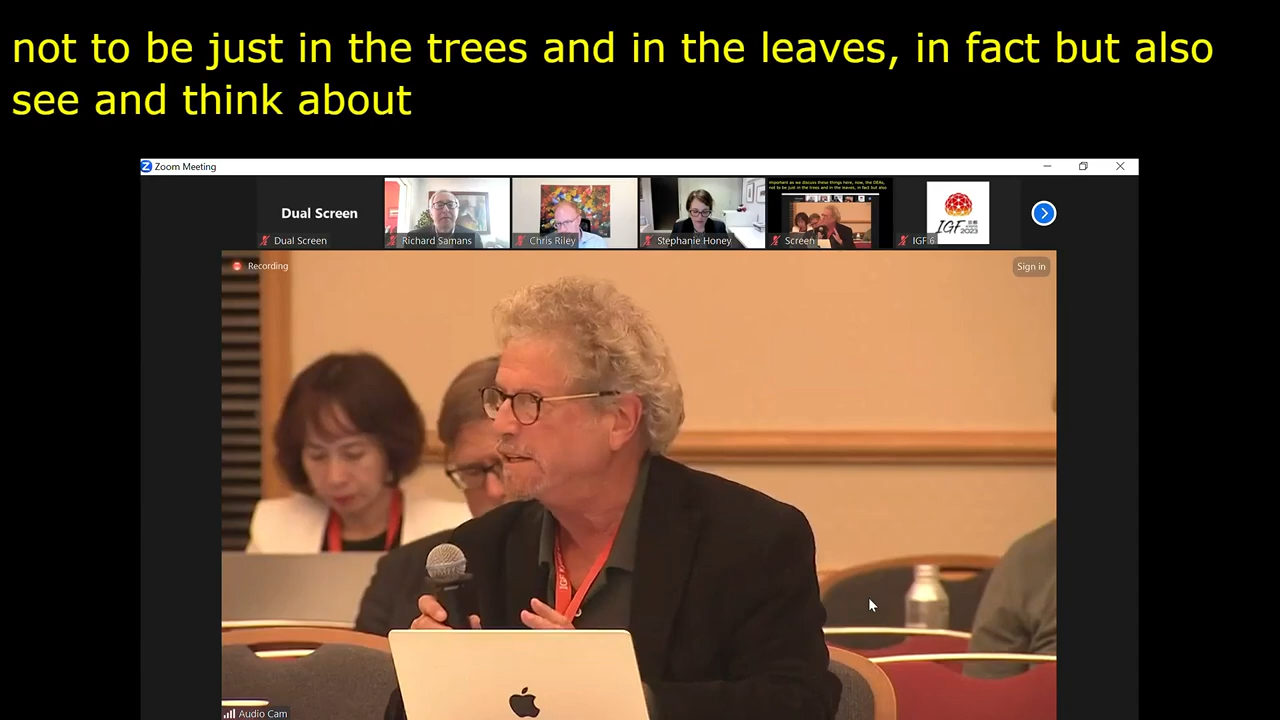 not to be just in the trees and in the leaves, in fact but also
see and think about
Zoom Meeting
Dual Screen
Dual Screen
Richard Samans
Chris Riley
Stephanie Honey
Screen
IGF 6
IGF
2023
Recording
Sign in
Audio Cam